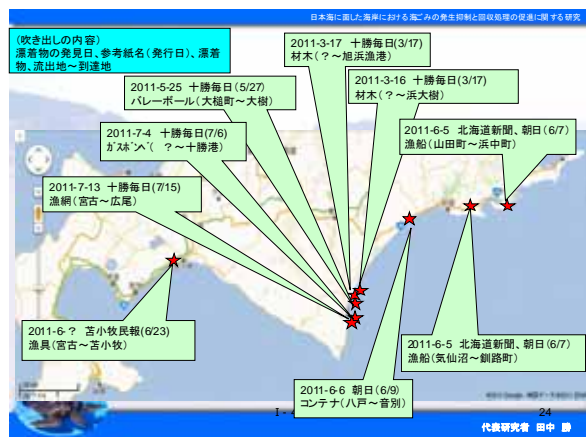 日本海に面した海岸における海ごみの発生抑制と回収処理の促進に関する研究
(吹き出しの内容)
漂着物の発見日、参考紙名(発行日)、漂着
物、流出地~到達地
2011-3-17 十勝毎日(3/17)
材木(?~旭浜漁港)
2011-5-25 十勝毎日(5/27)
バレーボール(大槌町~大樹)
2011-3-16 十勝毎日(3/17)
材木(?~浜大樹)
2011-7-4 十勝毎日(7/6)
ガスボンベ( ?~十勝港)
2011-6-5 北海道新聞、朝日(6/7)
漁船(山田町~浜中町)
2011-7-13 十勝毎日(7/15)
漁網(宮古~広尾)
2011-6-? 苫小牧民報(6/23)
漁具(宮古~苫小牧)
2011-6-5 北海道新聞、朝日(6/7)
漁船(気仙沼~釧路町)
2011-6-6 朝日(6/9)
コンテナ(八戸~音別)
24
代表研究者 田中 勝